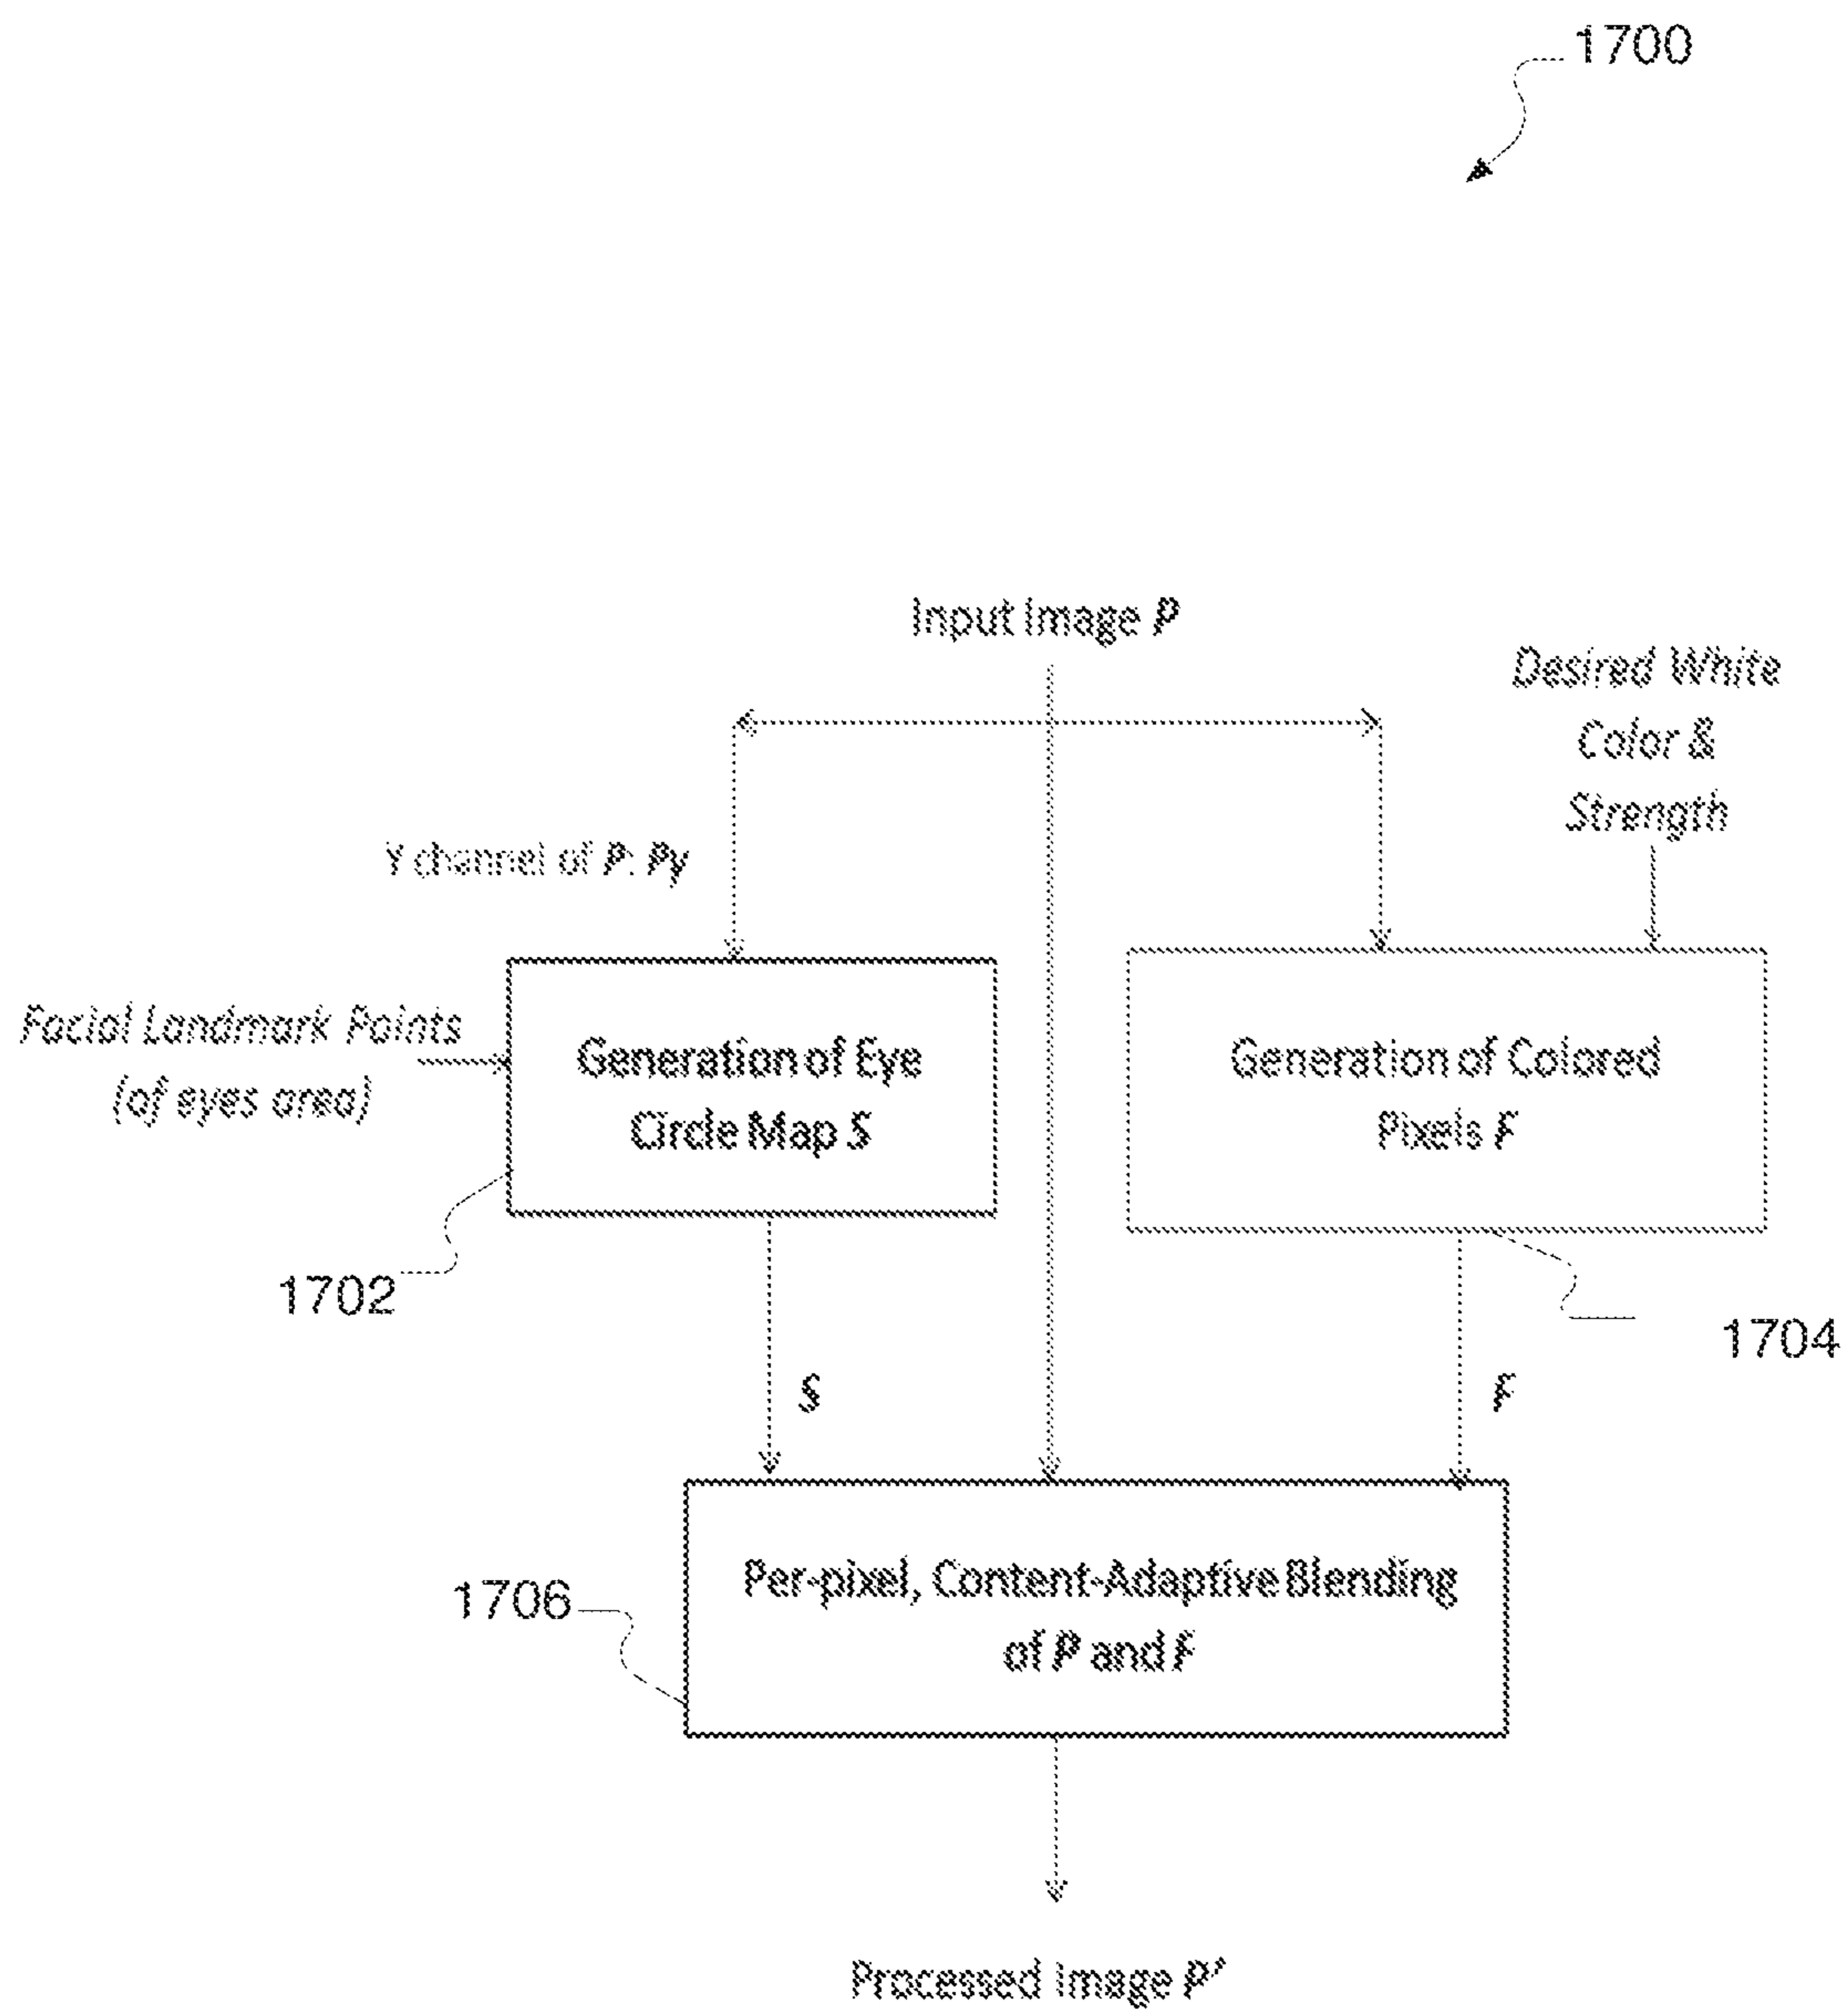 1700
Input Image P
Desired White
Color &
Strength
Y channel of P: Py
Facial Landmark Points
(of eyes area)
Generation of Eye
Circle Map S
Generation of Colored
Pixels F
1702
1704
S
F
Per-pixel, Content-Adaptive Blending
of P and F
1706
Processed Image P'